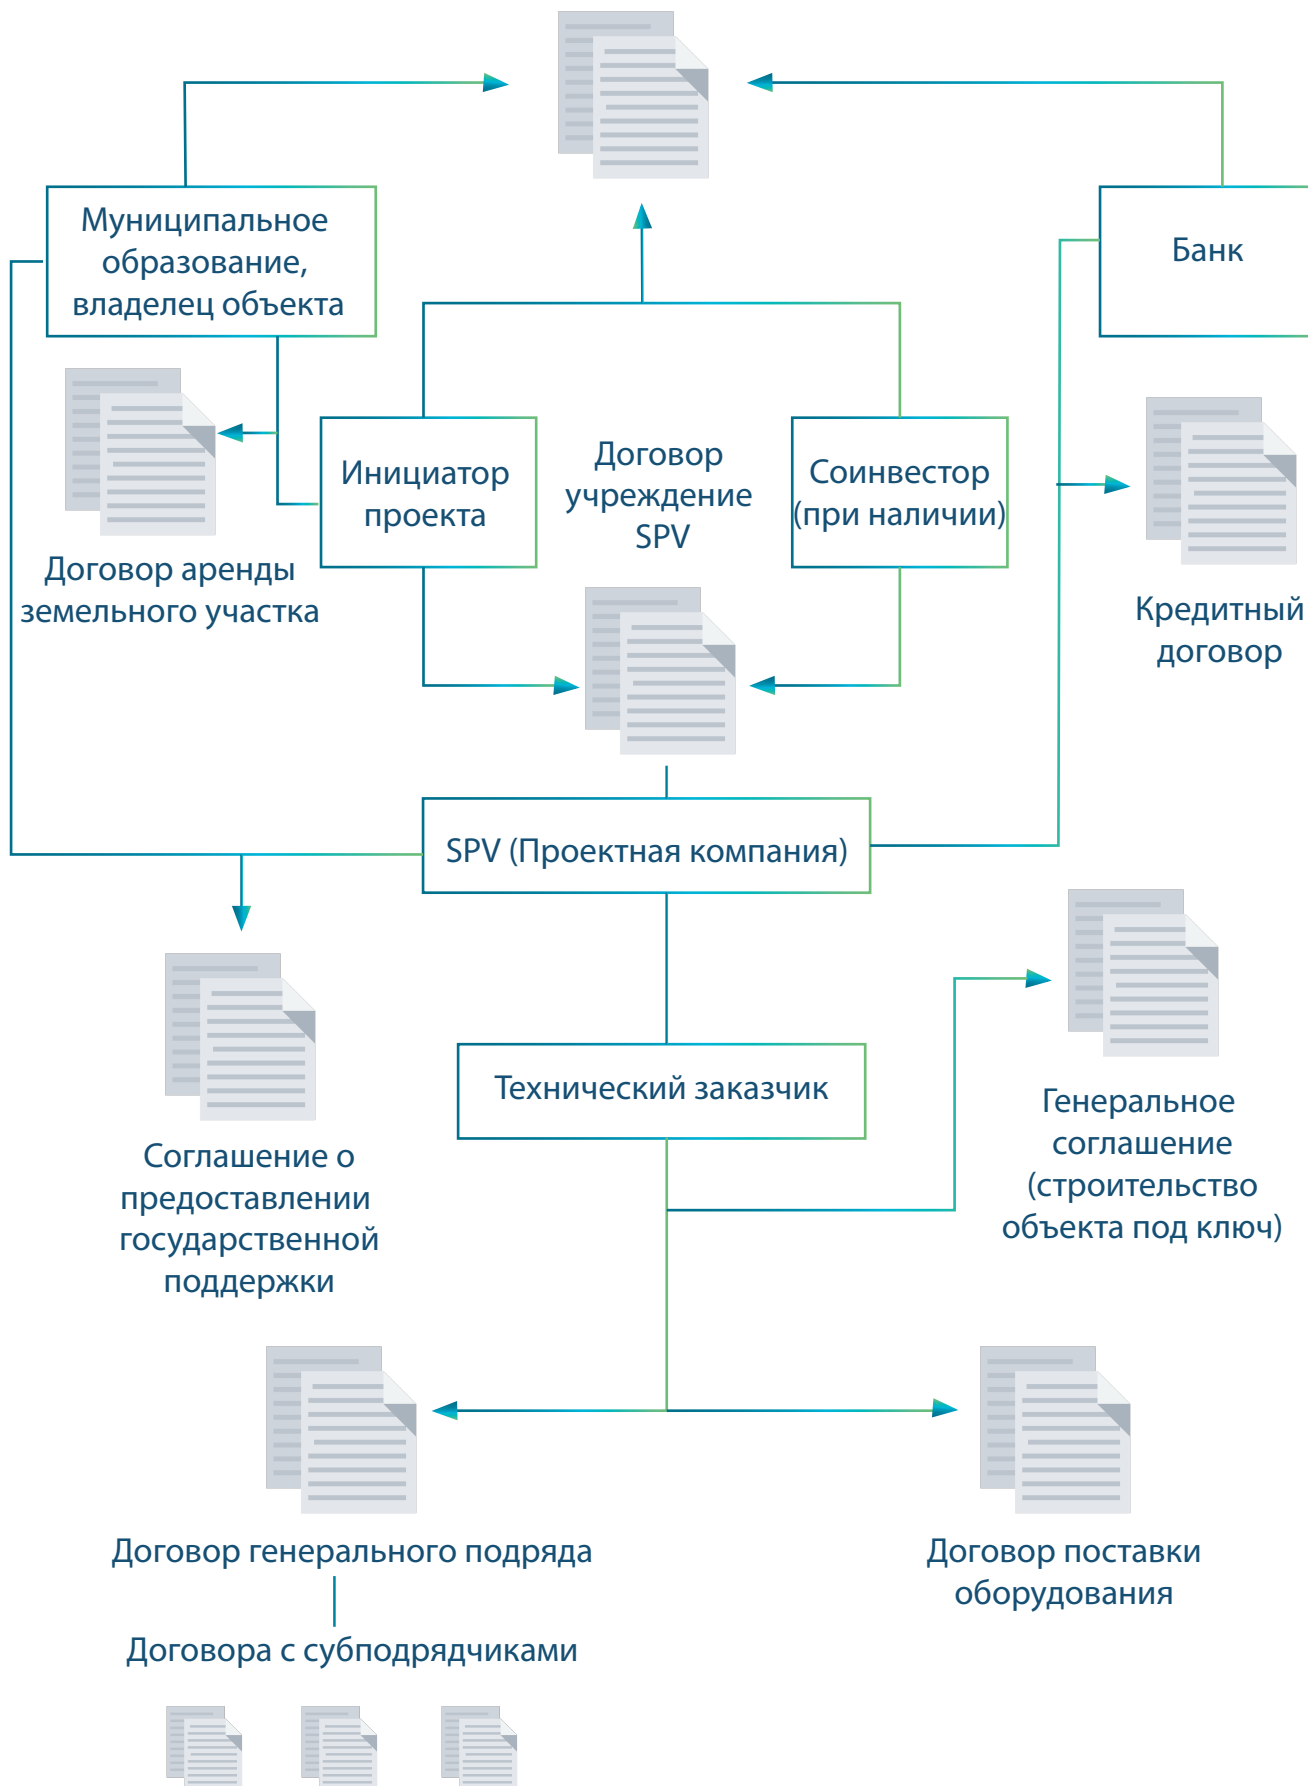 Муниципальное
образование,
владелец объекта
Банк
Инициатор
проекта
Договор
учреждение
SPV
Соинвестор
(при наличии)
Договор аренды
земельного участка
Кредитный
договор
SPV (Проектная компания)
Технический заказчик
Генеральное
соглашение
(строительство
объекта под ключ)
Соглашение о
предоставлении
государственной
поддержки
Договор генерального подряда
Договор поставки
оборудования
Договора с субподрядчиками